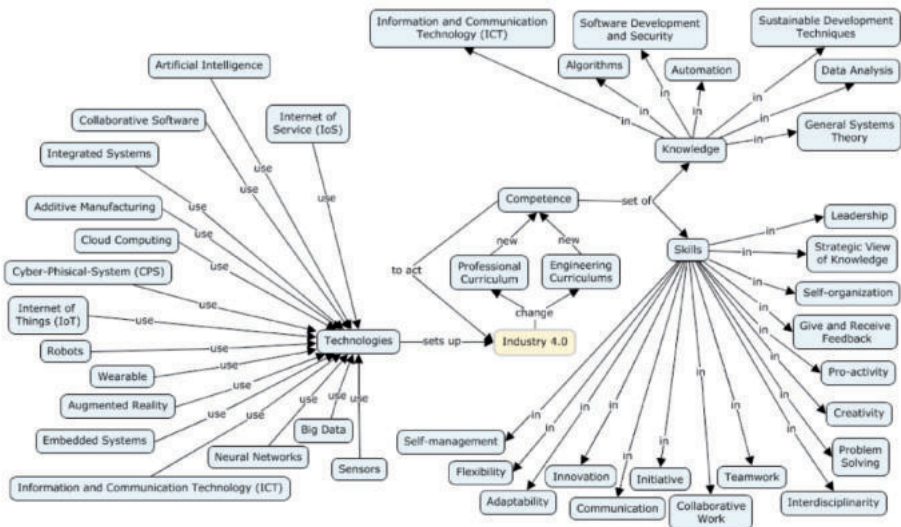 Information and Communication
Technology (ICT)
Software Development
and Security
Sustainable Development
Techniques
Artificial Intelligence
Algorithms
Automation
Data Analysis
in
in
in
in
in
in
in
Collaborative Software
Internet of
Service (IoS)
General Systems
Theory
Knowledge
Integrated Systems
use
use
use
use
Additive Manufacturing
use
Cloud Computing
use
Competence
set of
Leadership
Skills
in
Strategic View
of Knowledge
in
new
new
to act
Cyber-Phisical-System (CPS)
use
Professional
Curriculum
Engineering
Curriculums
Self-organization
in
Internet of
Things (IoT)
use
change
Give and Receive
Feedback
in
Technologies
sets up
Industry 4.0
Robots
use
Pro-activity
in
Wearable
use
Augmented Reality
use
Creativity
in
Embedded Systems
use
Big Data
use
Self-management
in
Problem
Solving
in
Neural Networks
use
Sensors
use
Flexibility
in
Innovation
in
Initiative
in
Teamwork
in
Information and Communication Technology (ICT)
use
Adaptability
in
Communication
in
Collaborative
Work
in
Interdisciplinarity
in